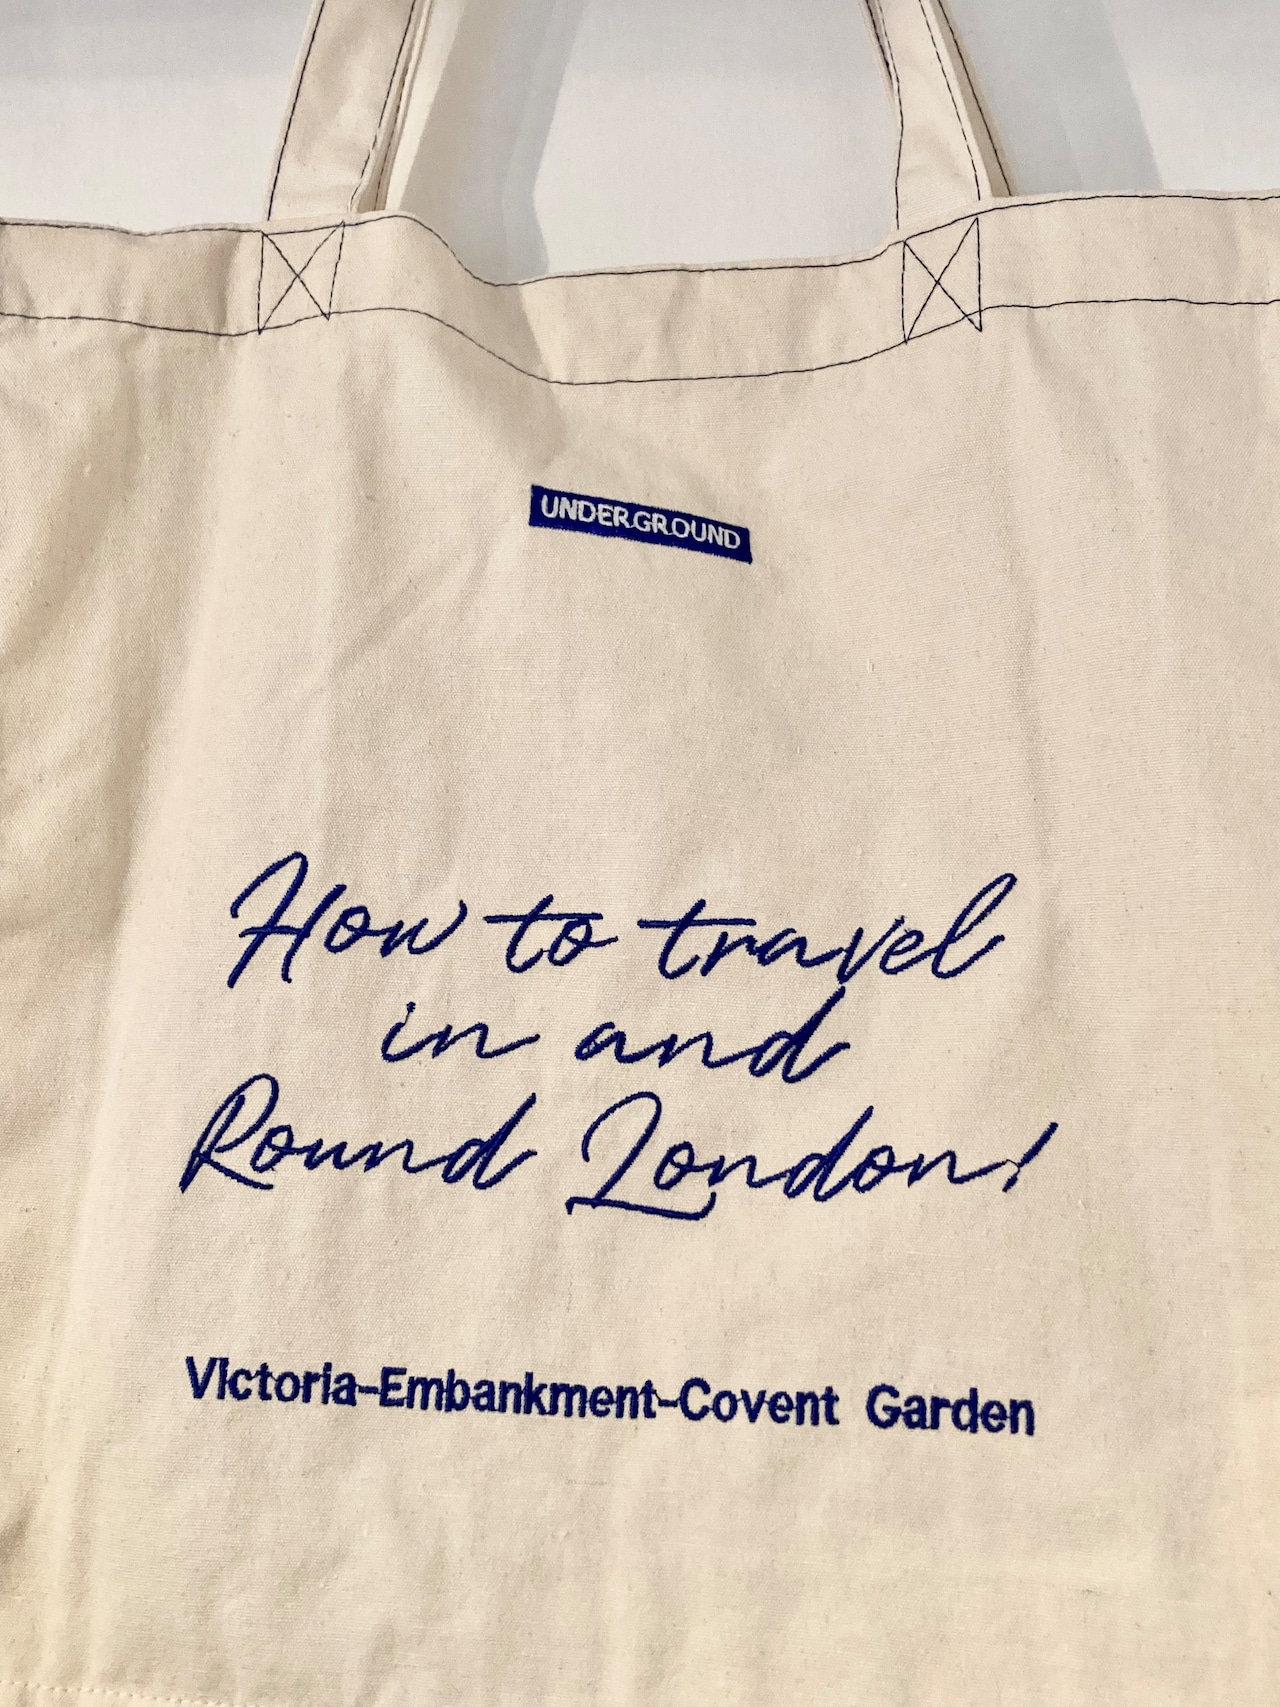 UNDERGROUND
How to travel
in and
Round London!
Victoria-Embankment-Covent Garden